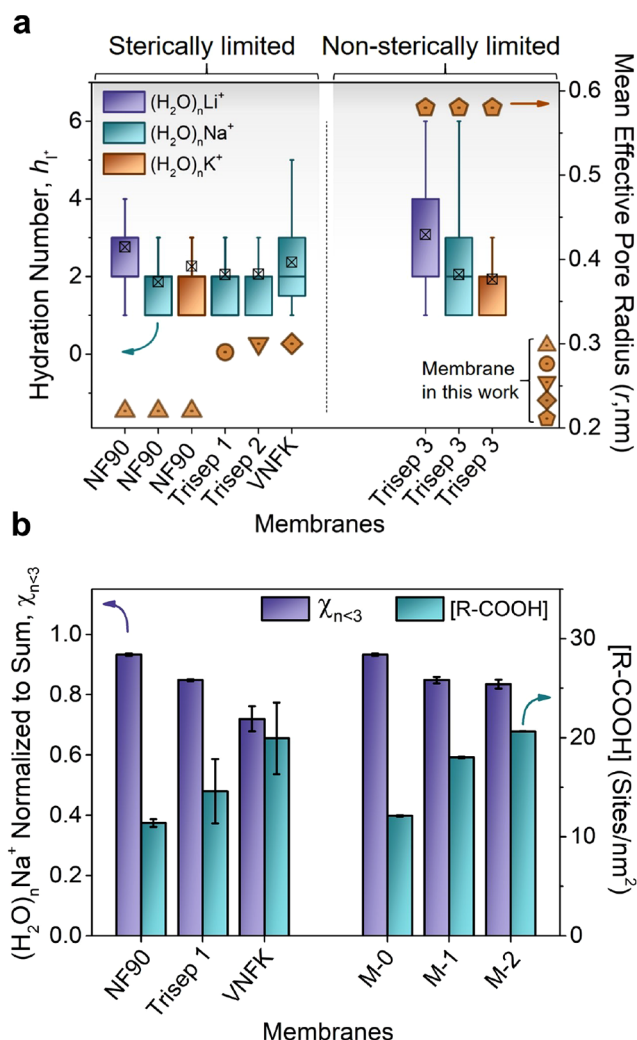 a
Sterically limited
Non-sterically limited
(H₂O)ₙLi⁺
(H₂O)ₙNa⁺
(H₂O)ₙK⁺
Hydration Number, h_I⁺
6
4
2
0
Mean Effective Pore Radius (r,nm)
0.6
0.5
0.4
0.3
0.2
Membrane
in this work
NF90
NF90
NF90
Trisep 1
Trisep 2
VNFK
Trisep 3
Trisep 3
Trisep 3
Membranes
b
(H₂O)ₙNa⁺ Normalized to Sum, χₙ<₃
1.0
0.8
0.6
0.4
0.2
0.0
χₙ<₃
[R-COOH]
[R-COOH] (Sites/nm²)
30
20
10
0
NF90
Trisep 1
VNFK
M-0
M-1
M-2
Membranes